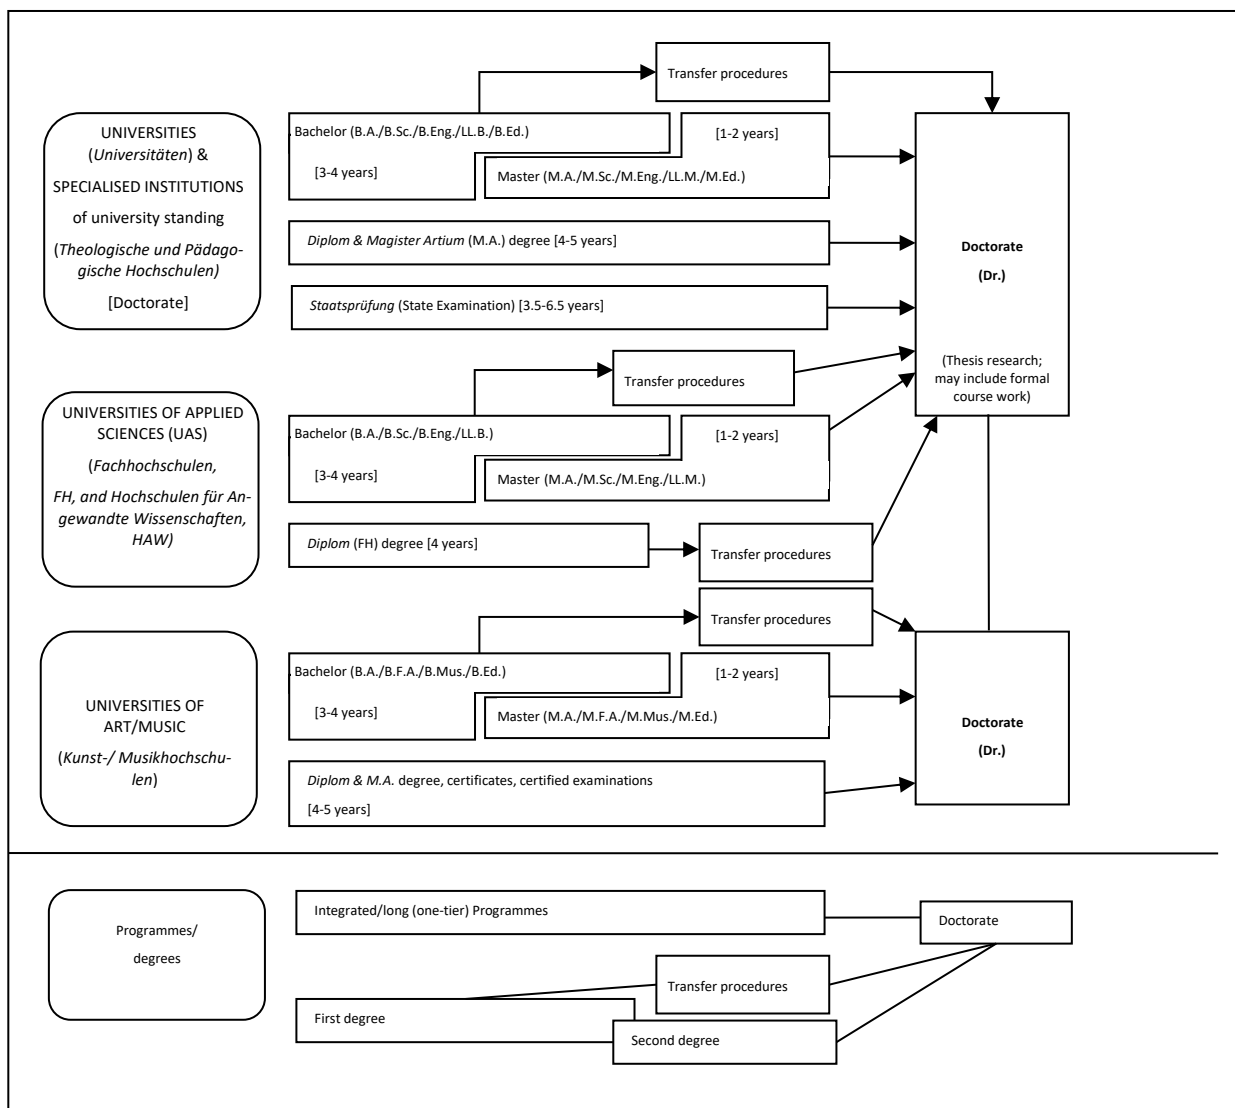 Transfer procedures
UNIVERSITIES
(Universitäten) &
SPECIALISED INSTITUTIONS
of university standing
(Theologische und Pädago-
gische Hochschulen)
[Doctorate]
Bachelor (B.A./B.Sc./B.Eng./LL.B./B.Ed.)
[3-4 years]
[1-2 years]
Master (M.A./M.Sc./M.Eng./LL.M./M.Ed.)
Diplom & Magister Artium (M.A.) degree [4-5 years]
Staatsprüfung (State Examination) [3.5-6.5 years]
Doctorate
(Dr.)
(Thesis research;
may include formal
course work)
Transfer procedures
UNIVERSITIES OF APPLIED
SCIENCES (UAS)
(Fachhochschulen,
FH, and Hochschulen für An-
gewandte Wissenschaften,
HAW)
Bachelor (B.A./B.Sc./B.Eng./LL.B.)
[3-4 years]
[1-2 years]
Master (M.A./M.Sc./M.Eng./LL.M.)
Diplom (FH) degree [4 years]
Transfer procedures
Transfer procedures
UNIVERSITIES OF
ART/MUSIC
(Kunst-/ Musikhochschu-
len)
Bachelor (B.A./B.F.A./B.Mus./B.Ed.)
[3-4 years]
[1-2 years]
Master (M.A./M.F.A./M.Mus./M.Ed.)
Diplom & M.A. degree, certificates, certified examinations
[4-5 years]
Doctorate
(Dr.)
Programmes/
degrees
Integrated/long (one-tier) Programmes
Doctorate
Transfer procedures
First degree
Second degree